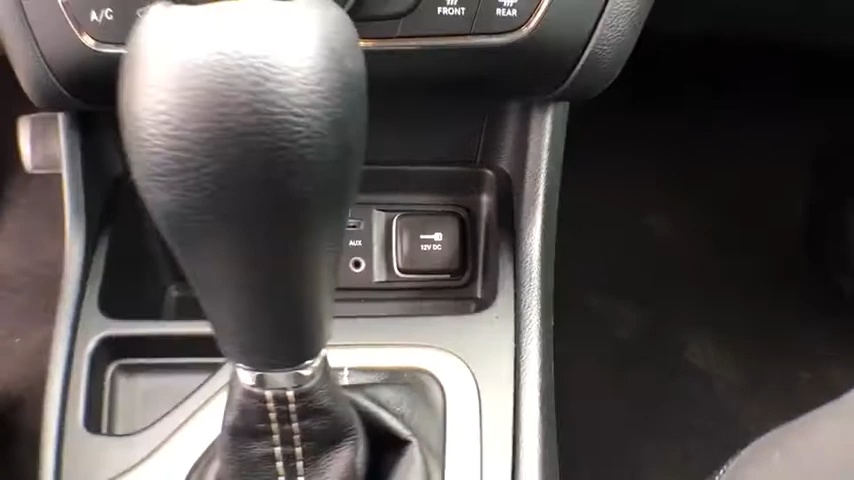 A/C
FRONT
REAR
AUX
12V DC